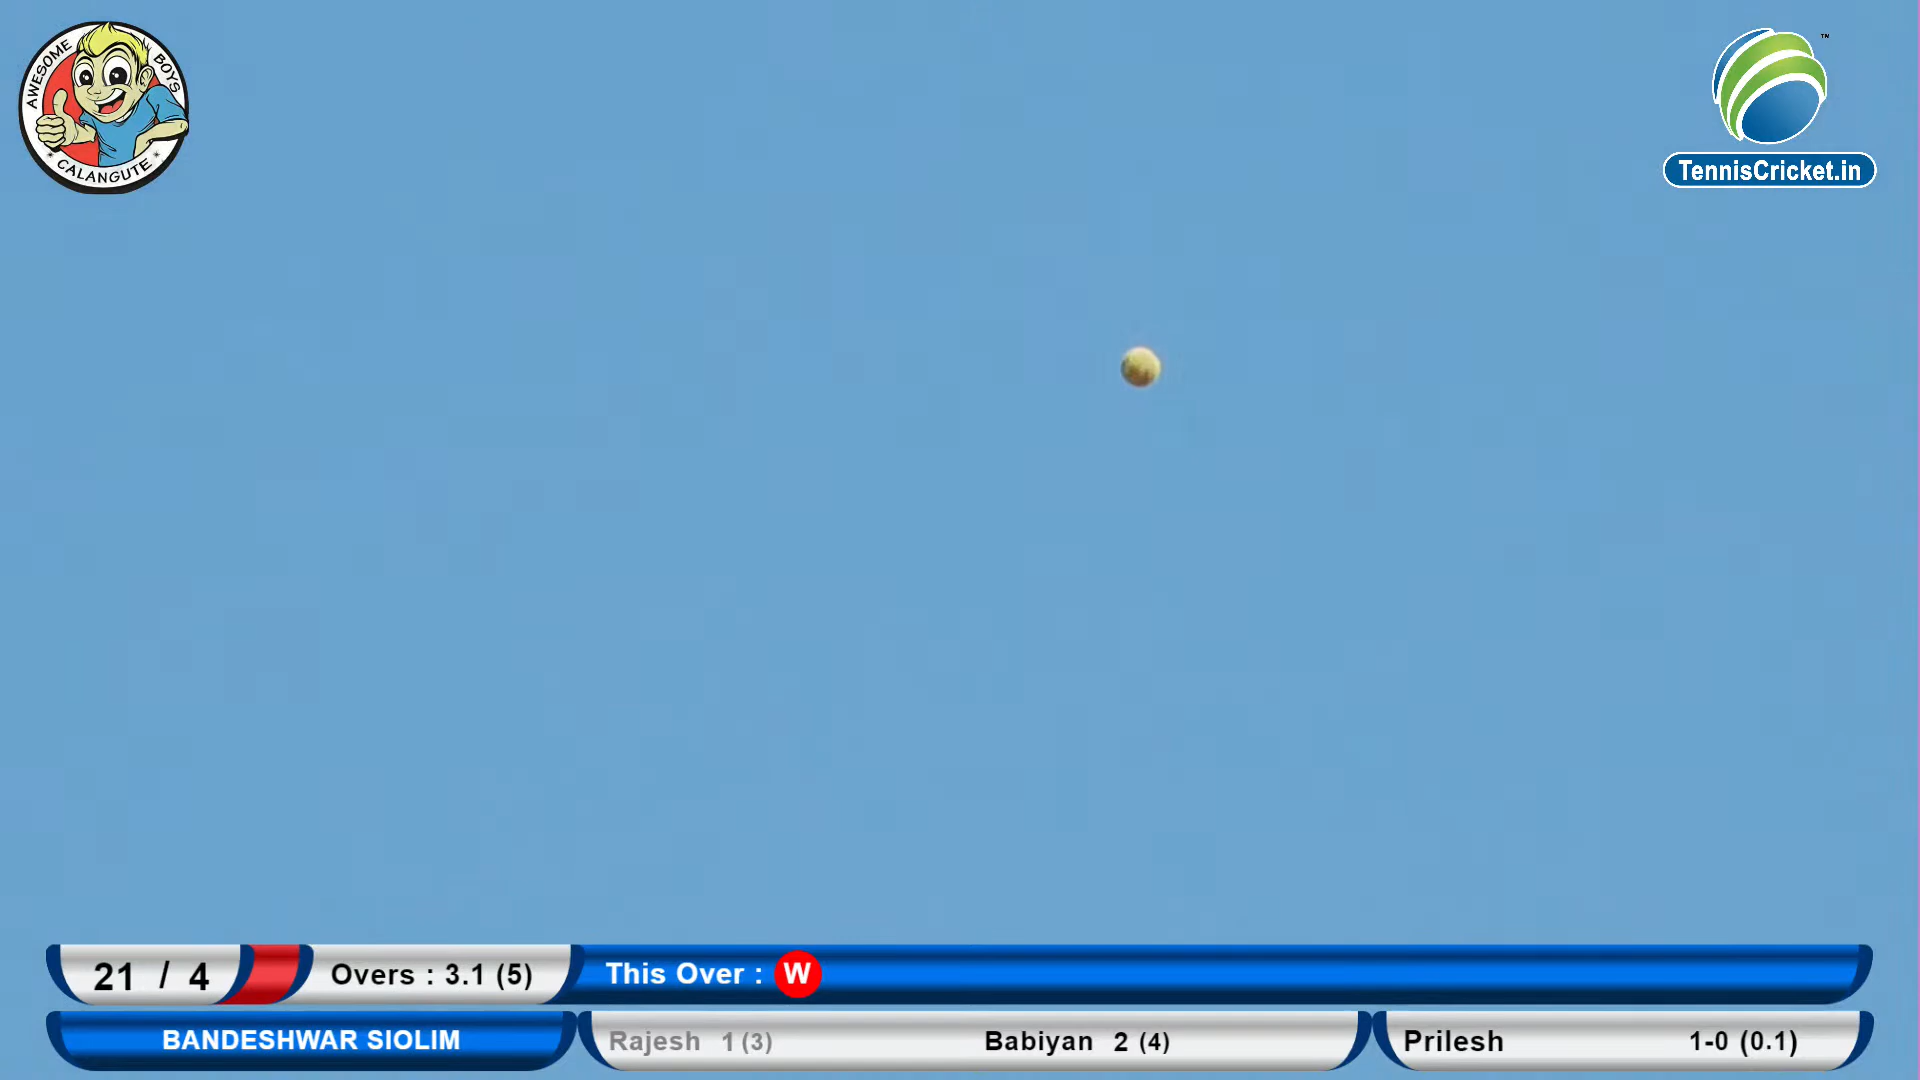 AWESOME BOYS
CALANGUTE
TM
TennisCricket.in
21 / 4
Overs : 3.1 (5)
This Over : W
BANDESHWAR SIOLIM
Rajesh 1 (3)
Babiyan 2 (4)
Prilesh 1-0 (0.1)